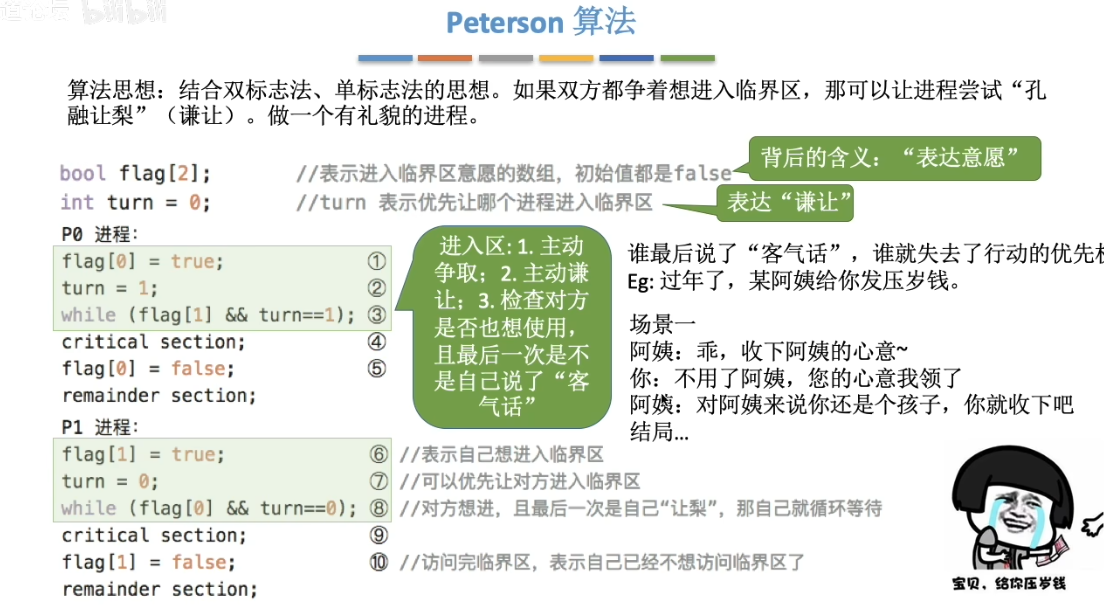 bilibili
Peterson 算法
算法思想：结合双标志法、单标志法的思想。如果双方都争着想进入临界区，那可以让进程尝试“孔
融让梨”（谦让）。做一个有礼貌的进程。
背后的含义：“表达意愿”
bool flag[2]; //表示进入临界区意愿的数组，初始值都是false
int turn = 0; //turn 表示优先让哪个进程进入临界区
表达“谦让”
P0 进程：
flag[0] = true; ①
turn = 1; ②
while (flag[1] && turn==1); ③
critical section; ④
flag[0] = false; ⑤
remainder section;
进入区: 1. 主动
争取；2. 主动谦
让；3. 检查对方
是否也想使用，
且最后一次是不
是自己说了“客
气话”
谁最后说了“客气话”，谁就失去了行动的优先
Eg: 过年了，某阿姨给你发压岁钱。
场景一
阿姨：乖，收下阿姨的心意~
你：不用了阿姨，您的心意我领了
阿姨：对阿姨来说你还是个孩子，你就收下吧
结局…
P1 进程：
flag[1] = true; ⑥ //表示自己想进入临界区
turn = 0; ⑦ //可以优先让对方进入临界区
while (flag[0] && turn==0); ⑧ //对方想进，且最后一次是自己“让梨”，那自己就循环等待
critical section; ⑨
flag[1] = false; ⑩ //访问完临界区，表示自己已经不想访问临界区了
remainder section;
宝贝、给你压岁钱